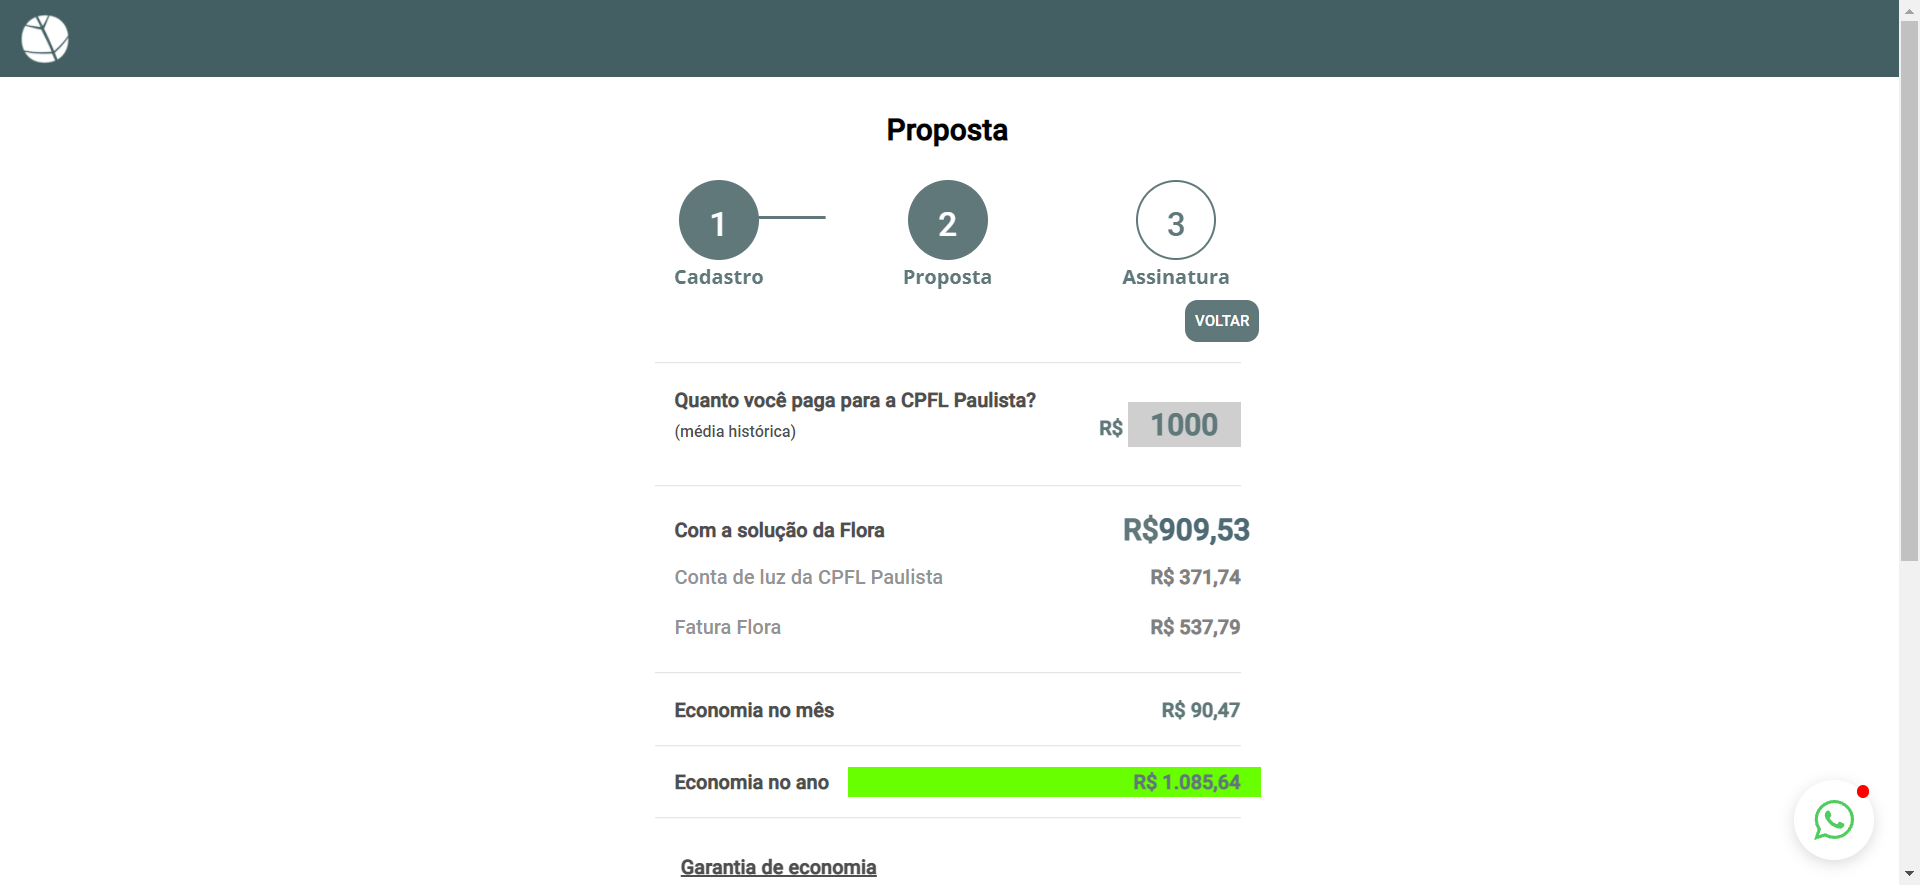 Proposta
1
2
3
Cadastro
Proposta
Assinatura
VOLTAR
Quanto você paga para a CPFL Paulista?
(média histórica)
R$ 1000
Com a solução da Flora
R$909,53
Conta de luz da CPFL Paulista
R$ 371,74
Fatura Flora
R$ 537,79
Economia no mês
R$ 90,47
Economia no ano
R$ 1.085,64
Garantia de economia